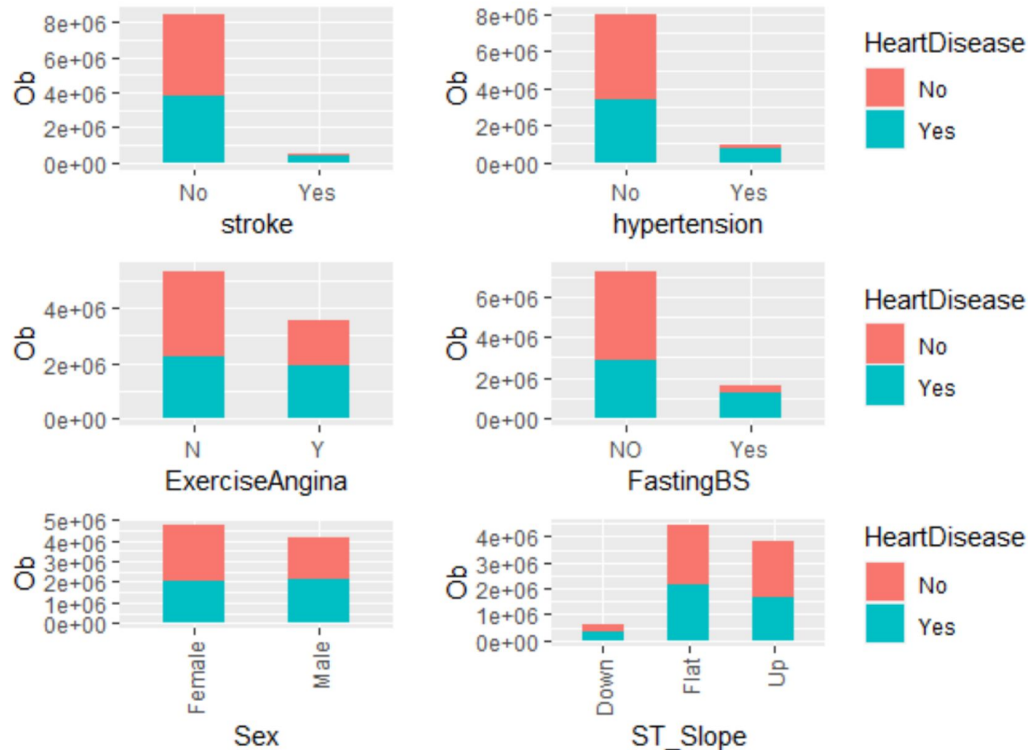 8e+06
6e+06
4e+06
2e+06
0e+00
Ob
No Yes
stroke
8e+06
6e+06
4e+06
2e+06
0e+00
Ob
No Yes
hypertension
HeartDisease
No
Yes
4e+06
2e+06
0e+00
Ob
N Y
ExerciseAngina
6e+06
4e+06
2e+06
0e+00
Ob
NO Yes
FastingBS
HeartDisease
No
Yes
5e+06
4e+06
3e+06
2e+06
1e+06
0e+00
Ob
Female Male
Sex
4e+06
3e+06
2e+06
1e+06
0e+00
Ob
Down Flat Up
ST_Slope
HeartDisease
No
Yes